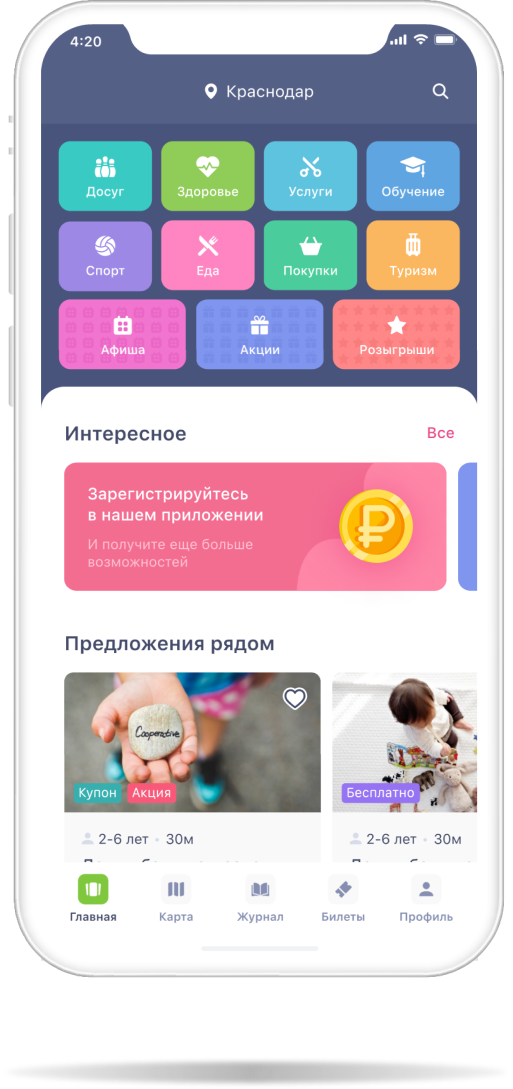 4:20
Краснодар
Досуг
Здоровье
Услуги
Обучение
Спорт
Еда
Покупки
Туризм
Афиша
Акции
Розыгрыши
Интересное
Все
Зарегистрируйтесь
в нашем приложении
И получите еще больше
возможностей
Предложения рядом
Cooperative
Купон
Акция
Бесплатно
2-6 лет • 30м
2-6 лет • 30м
Главная
Карта
Журнал
Билеты
Профиль